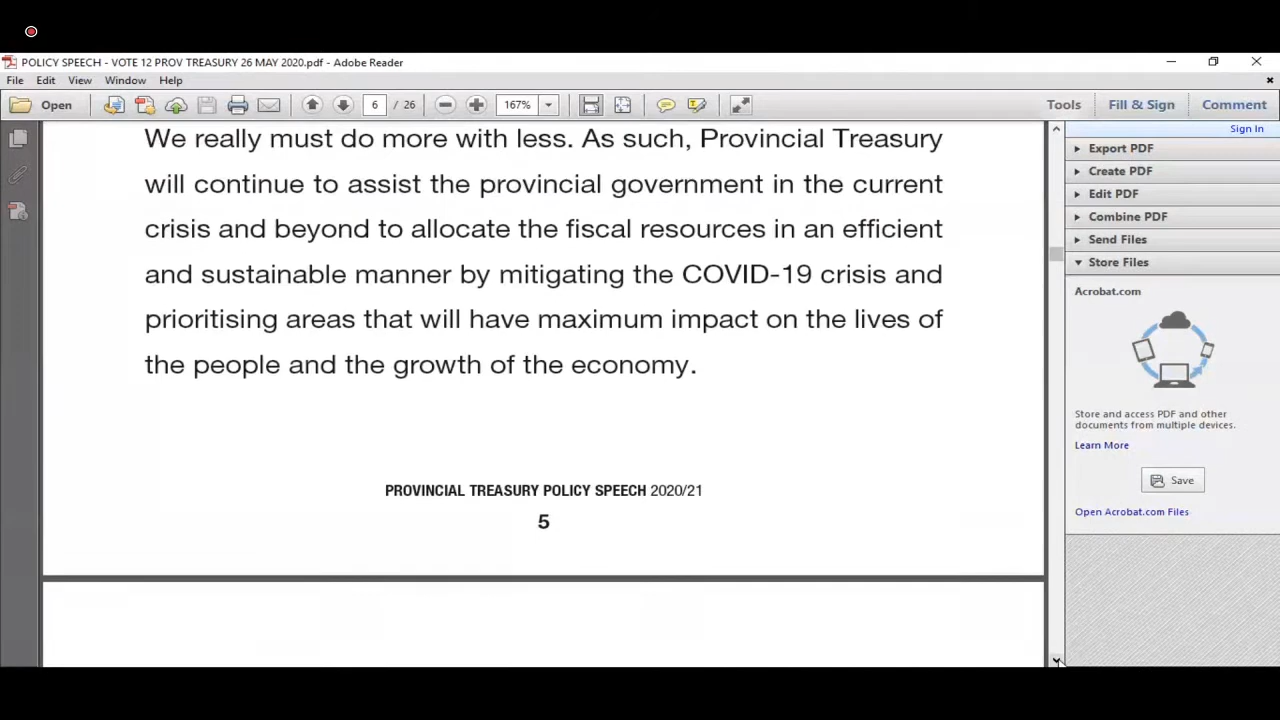 POLICY SPEECH - VOTE 12 PROV TREASURY 26 MAY 2020.pdf - Adobe Reader
File Edit View Window Help
Open 6 / 26 167% Tools Fill & Sign Comment
Sign In
Export PDF
Create PDF
Edit PDF
Combine PDF
Send Files
Store Files
Acrobat.com
Store and access PDF and other
documents from multiple devices.
Learn More
Save
Open Acrobat.com Files
We really must do more with less. As such, Provincial Treasury
will continue to assist the provincial government in the current
crisis and beyond to allocate the fiscal resources in an efficient
and sustainable manner by mitigating the COVID-19 crisis and
prioritising areas that will have maximum impact on the lives of
the people and the growth of the economy.
PROVINCIAL TREASURY POLICY SPEECH 2020/21
5